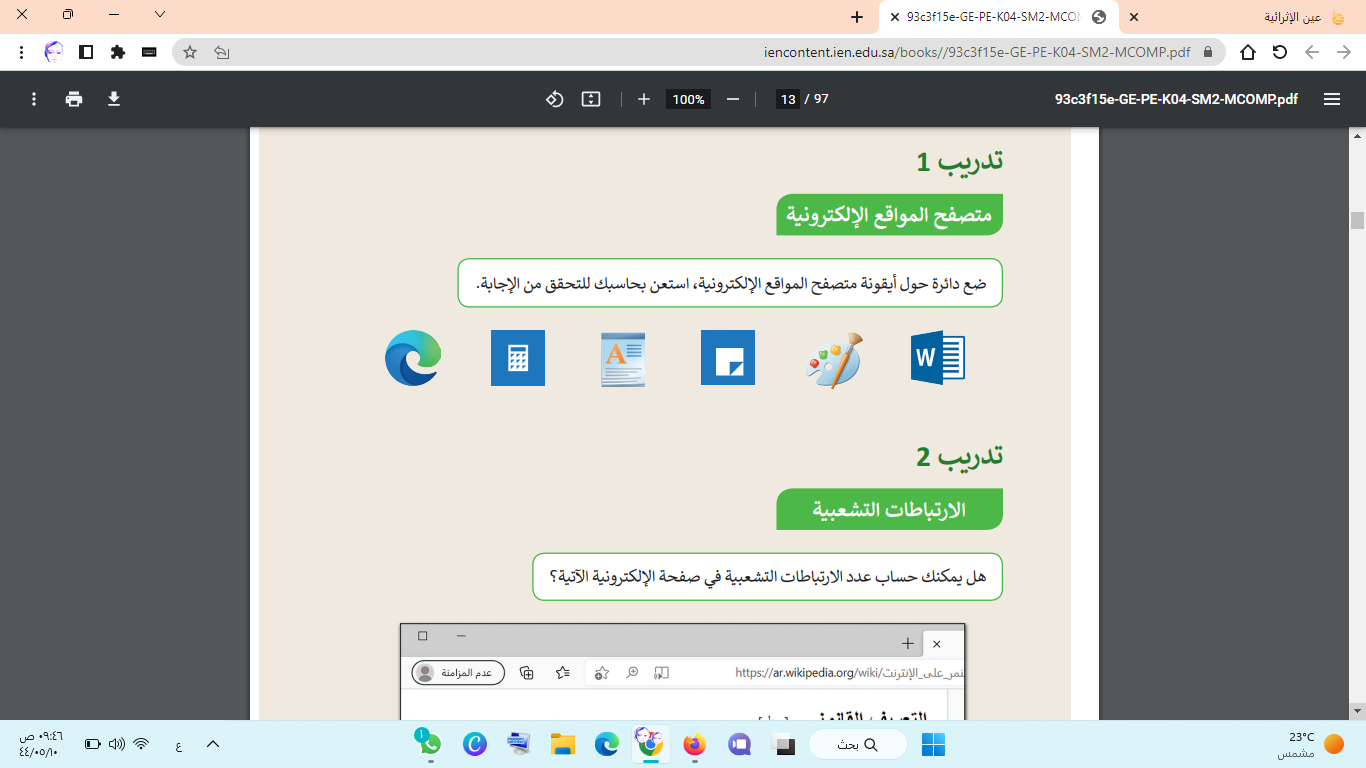 عين الإثرائية
93c3f15e-GE-PE-K04-SM2-MCOM
iencontent.ien.edu.sa/books//93c3f15e-GE-PE-K04-SM2-MCOMP.pdf
93c3f15e-GE-PE-K04-SM2-MCOMP.pdf
13 / 97
100%
تدريب 1
متصفح المواقع الإلكترونية
ضع دائرة حول أيقونة متصفح المواقع الإلكترونية، استعن بحاسبك للتحقق من الإجابة.
W
A
تدريب 2
الارتباطات التشعبية
هل يمكنك حساب عدد الارتباطات التشعبية في صفحة الإلكترونية الآتية؟
عدم المزامنة
https://ar.wikipedia.org/wiki/نمر_على_الإنترنت
23°C
مشمس
بحث
١
ع
٠٩:٤٦ ص
٤٤/٠٥/١٠